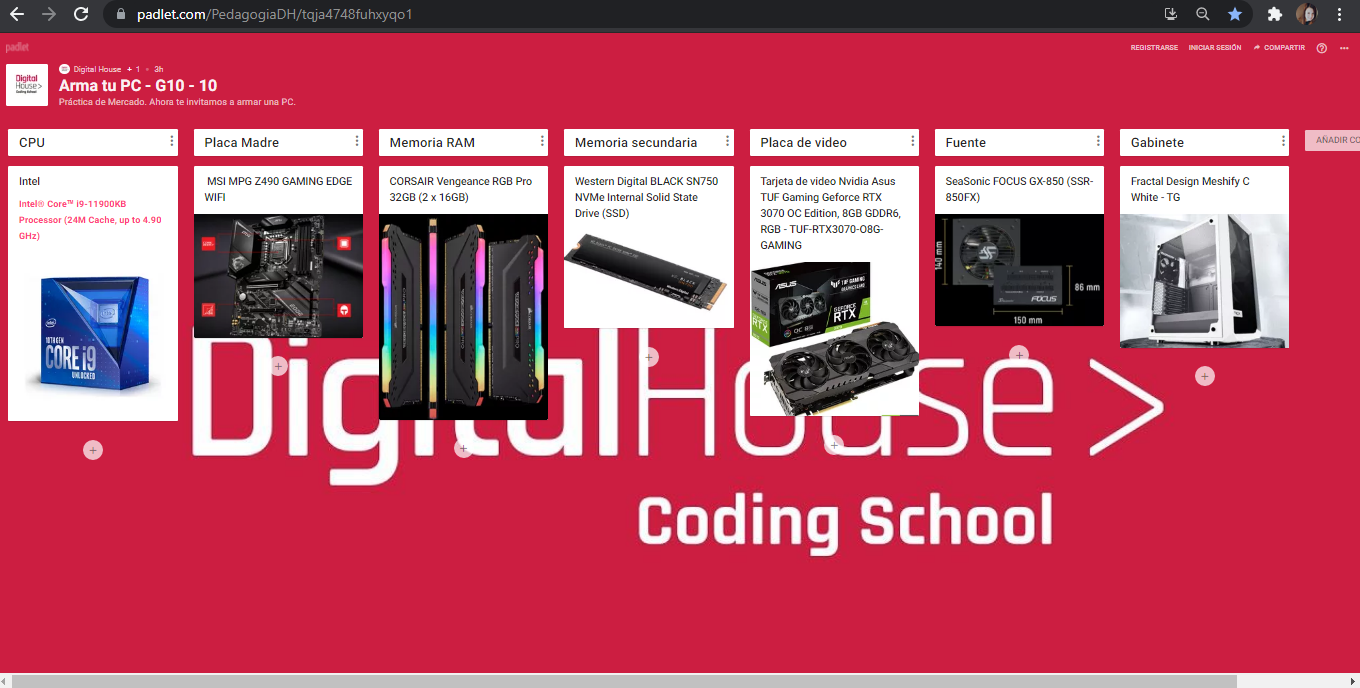 padlet.com/PedagogiaDH/tqja4748fuhxyqo1
padlet
REGISTRARSE
INICIAR SESIÓN
COMPARTIR
Digital
House>
Coding School
Digital House + 1 • 3h
Arma tu PC - G10 - 10
Práctica de Mercado. Ahora te invitamos a armar una PC.
CPU
Intel
Intel® Core™ i9-11900KB
Processor (24M Cache, up to 4.90
GHz)
intel
10TH GEN
CORE i9
UNLOCKED
Placa Madre
MSI MPG Z490 GAMING EDGE
WIFI
Memoria RAM
CORSAIR Vengeance RGB Pro
32GB (2 x 16GB)
Memoria secundaria
Western Digital BLACK SN750
NVMe Internal Solid State
Drive (SSD)
Placa de video
Tarjeta de video Nvidia Asus
TUF Gaming Geforce RTX
3070 OC Edition, 8GB GDDR6,
RGB - TUF-RTX3070-O8G-
GAMING
ASUS
TUF GAMING
GEFORCE
RTX
RTX
Fuente
SeaSonic FOCUS GX-850 (SSR-
850FX)
140 mm
FOCUS
86 mm
150 mm
Gabinete
Fractal Design Meshify C
White - TG
AÑADIR CO
DigitalHouse>
Coding School